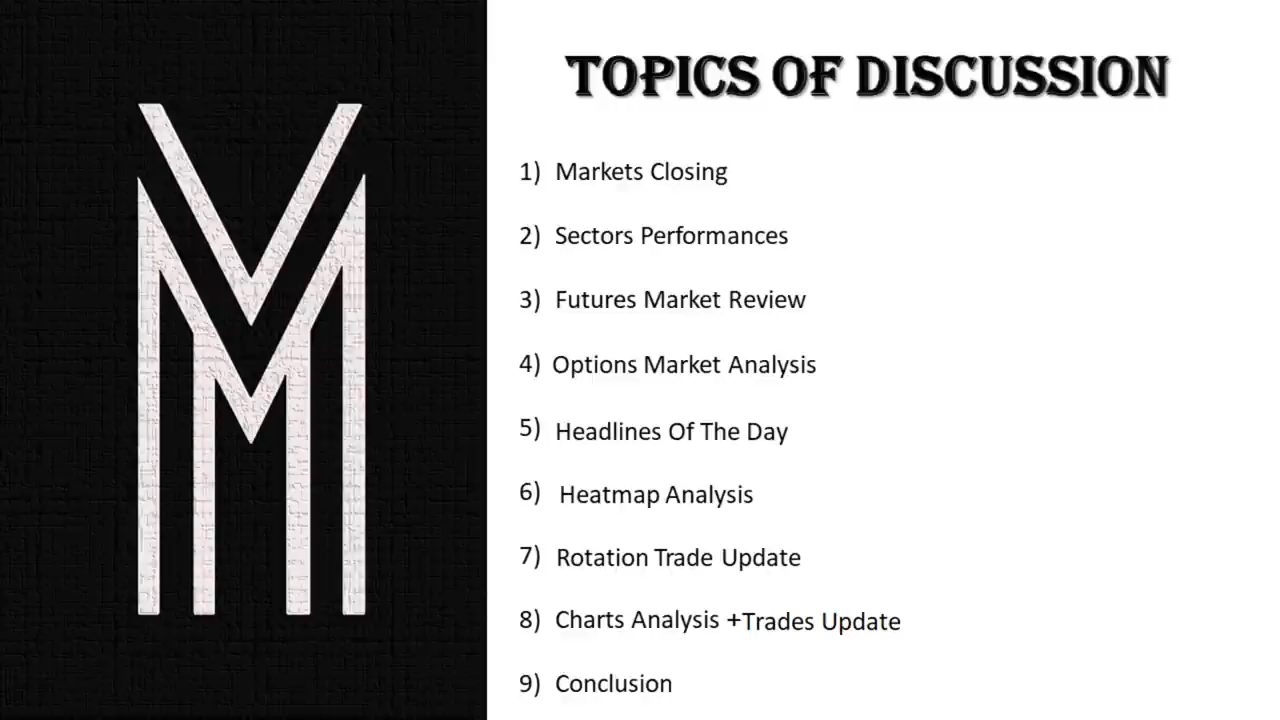 TOPICS OF DISCUSSION
1) Markets Closing
2) Sectors Performances
3) Futures Market Review
4) Options Market Analysis
5) Headlines Of The Day
6) Heatmap Analysis
7) Rotation Trade Update
8) Charts Analysis +Trades Update
9) Conclusion